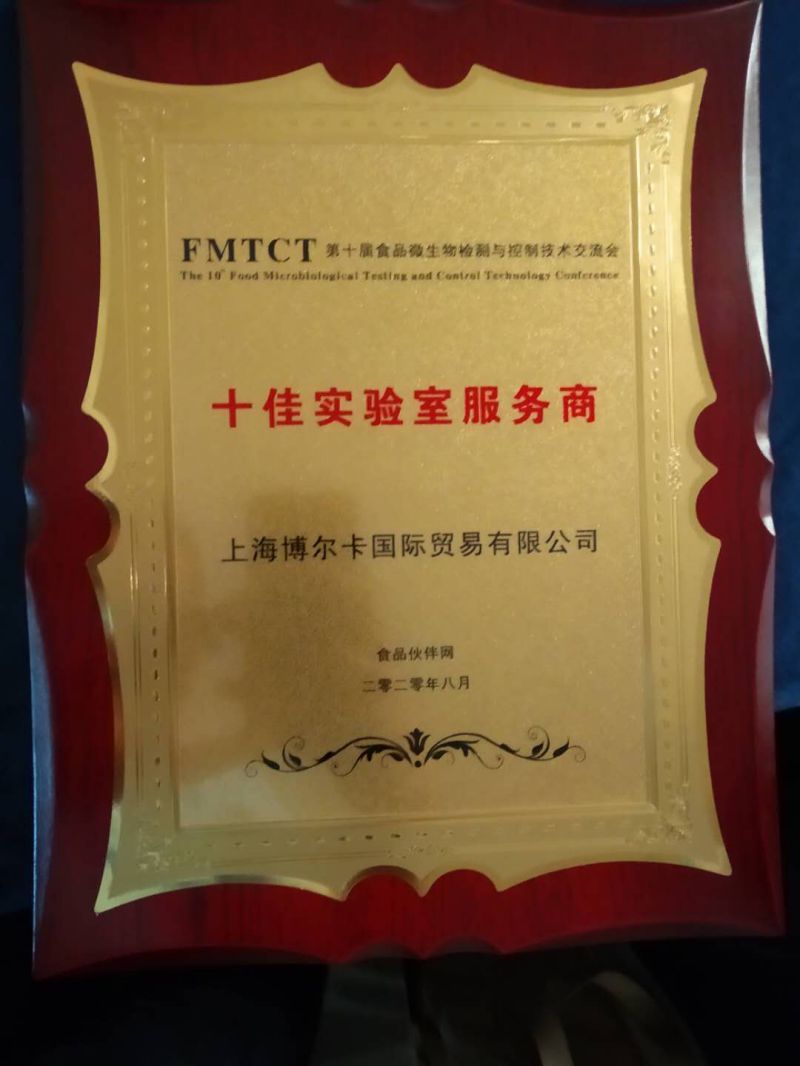 FMTCT 第十届食品微生物检测与控制技术交流会
The 10th Food Microbiological Testing and Control Technology Conference
十佳实验室服务商
上海博尔卡国际贸易有限公司
食品伙伴网
二零二零年八月